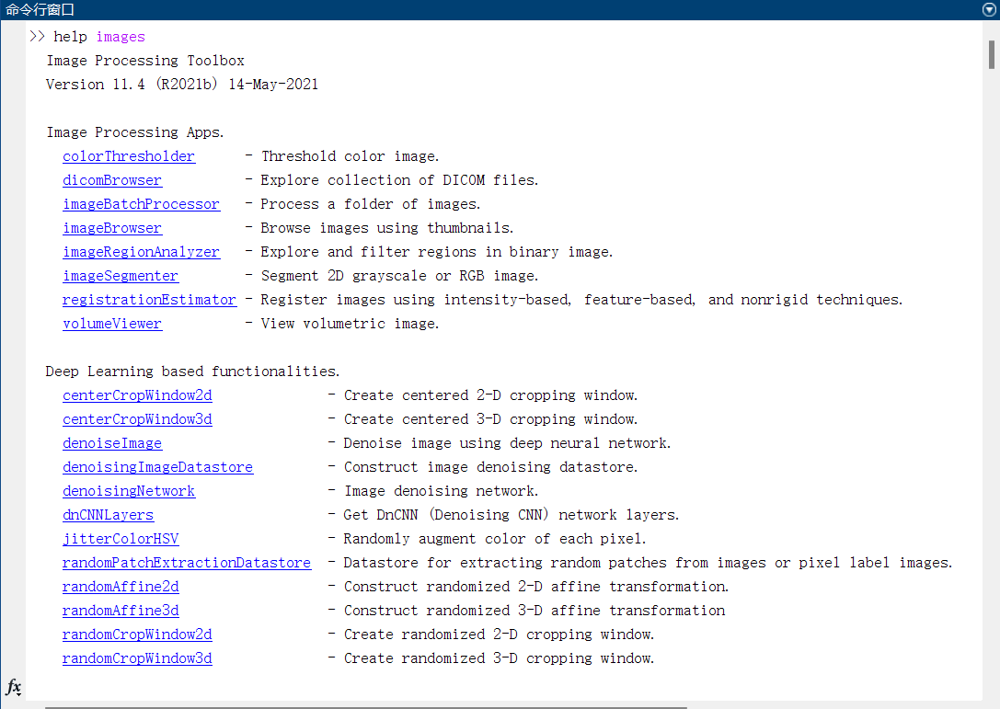 命令行窗口
>> help images
Image Processing Toolbox
Version 11.4 (R2021b) 14-May-2021
Image Processing Apps.
colorThresholder - Threshold color image.
dicomBrowser - Explore collection of DICOM files.
imageBatchProcessor - Process a folder of images.
imageBrowser - Browse images using thumbnails.
imageRegionAnalyzer - Explore and filter regions in binary image.
imageSegmenter - Segment 2D grayscale or RGB image.
registrationEstimator - Register images using intensity-based, feature-based, and nonrigid techniques.
volumeViewer - View volumetric image.
Deep Learning based functionalities.
centerCropWindow2d - Create centered 2-D cropping window.
centerCropWindow3d - Create centered 3-D cropping window.
denoiseImage - Denoise image using deep neural network.
denoisingImageDatastore - Construct image denoising datastore.
denoisingNetwork - Image denoising network.
dnCNNLayers - Get DnCNN (Denoising CNN) network layers.
jitterColorHSV - Randomly augment color of each pixel.
randomPatchExtractionDatastore - Datastore for extracting random patches from images or pixel label images.
randomAffine2d - Construct randomized 2-D affine transformation.
randomAffine3d - Construct randomized 3-D affine transformation
randomCropWindow2d - Create randomized 2-D cropping window.
randomCropWindow3d - Create randomized 3-D cropping window.
fx